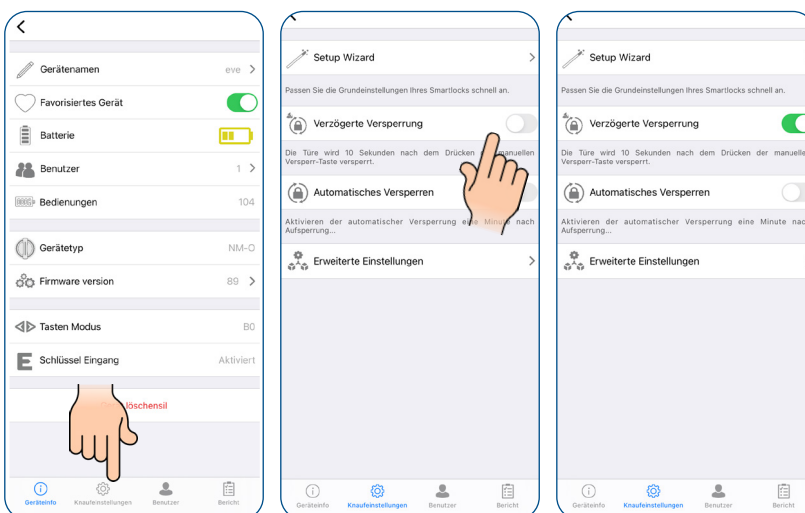 Gerätenamen eve
Favorisiertes Gerät
Batterie
Benutzer 1
Bedienungen 104
Gerätetyp NM-O
Firmware version 89
Tasten Modus B0
E Schlüssel Eingang Aktiviert
löschensil
Geräteinfo Knaufeinstellungen Benutzer Bericht
Setup Wizard
Passen Sie die Grundeinstellungen Ihres Smartlocks schnell an.
Verzögerte Versperrung
Die Türe wird 10 Sekunden nach dem Drücken manuellen
Versperr-Taste versperrt.
Automatisches Versperren
Aktivieren der automatischer Versperrung eine Minute nach
Aufsperrung...
Erweiterte Einstellungen
Geräteinfo Knaufeinstellungen Benutzer Bericht
Setup Wizard
Passen Sie die Grundeinstellungen Ihres Smartlocks schnell an.
Verzögerte Versperrung
Die Türe wird 10 Sekunden nach dem Drücken der manuelle
Versperr-Taste versperrt.
Automatisches Versperren
Aktivieren der automatischer Versperrung eine Minute nac
Aufsperrung...
Erweiterte Einstellungen
Geräteinfo Knaufeinstellungen Benutzer Bericht